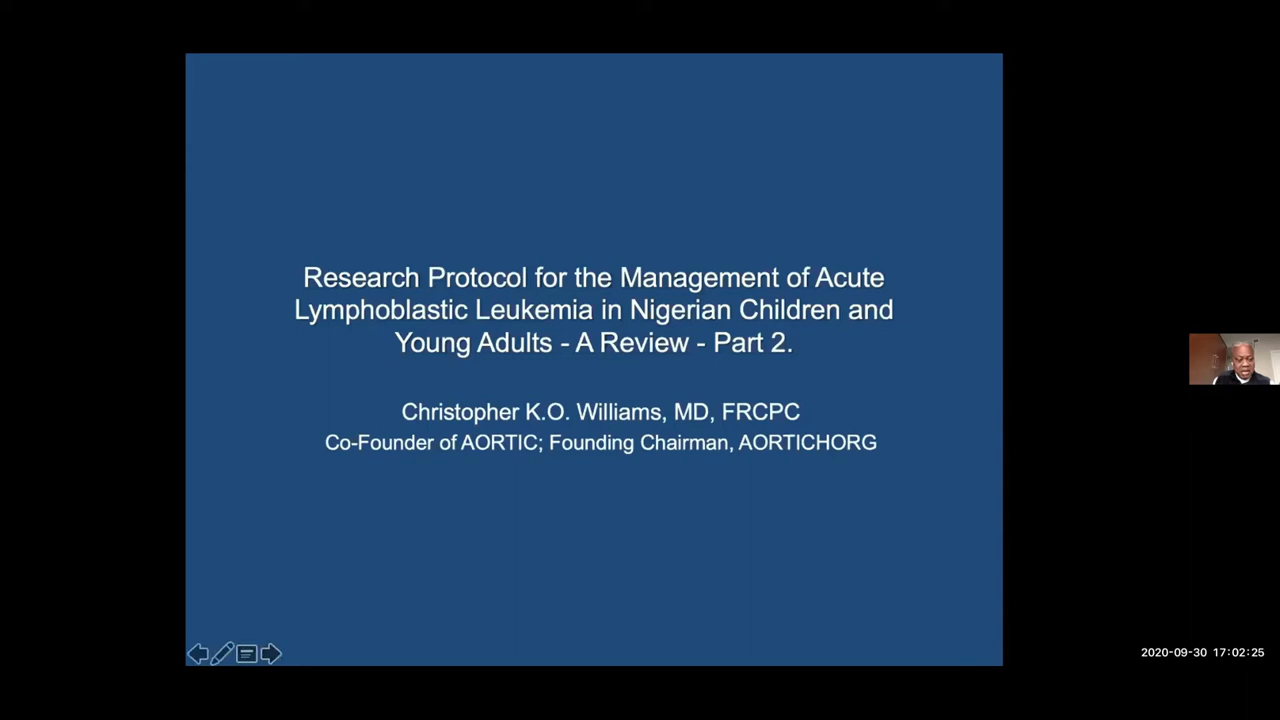 Research Protocol for the Management of Acute
Lymphoblastic Leukemia in Nigerian Children and
Young Adults - A Review - Part 2.
Christopher K.O. Williams, MD, FRCPC
Co-Founder of AORTIC; Founding Chairman, AORTICHORG
2020-09-30 17:02:25